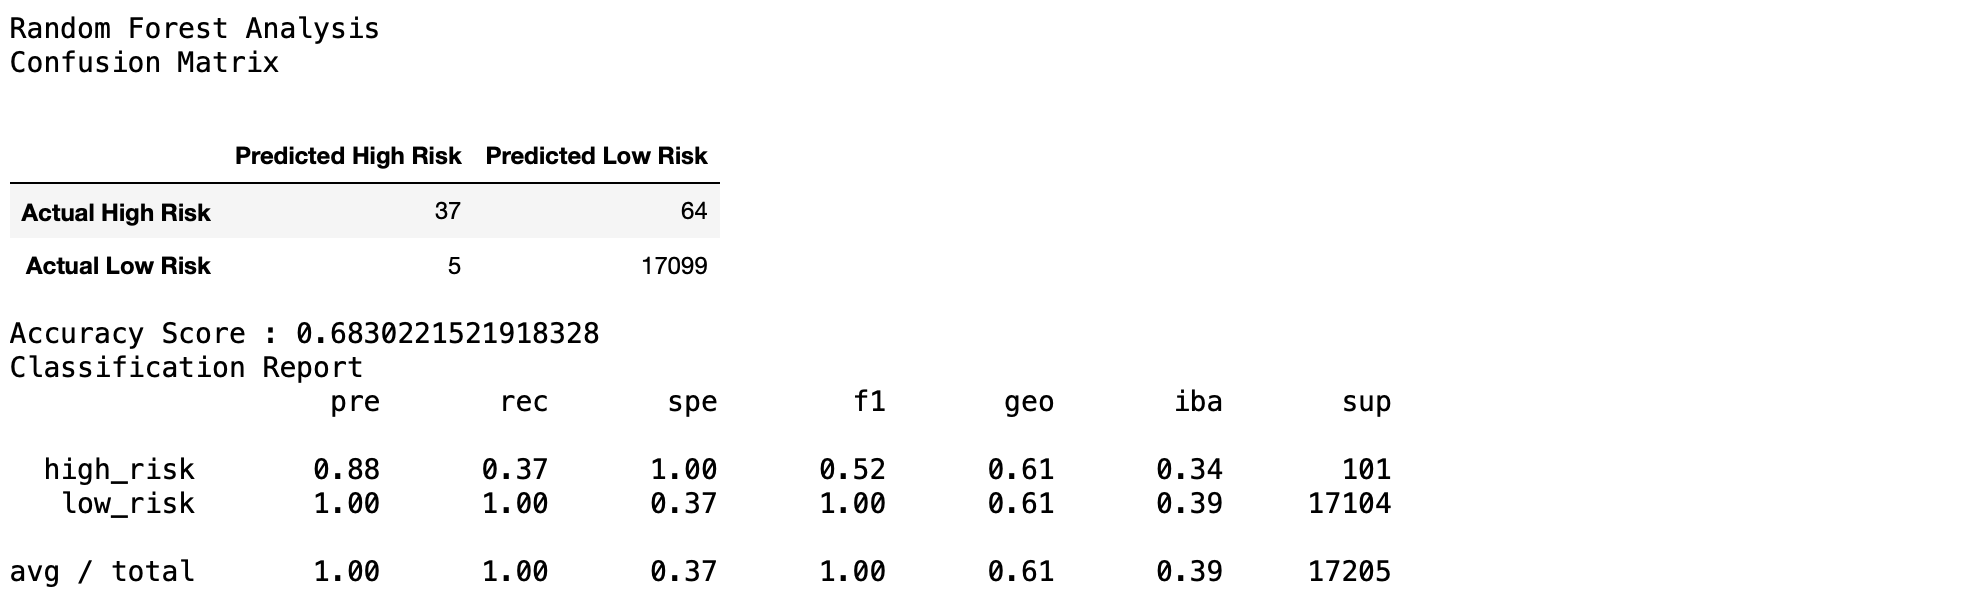 Random Forest Analysis
Confusion Matrix
Predicted High Risk Predicted Low Risk
Actual High Risk 37 64
Actual Low Risk 5 17099
Accuracy Score : 0.6830221521918328
Classification Report
pre rec spe f1 geo iba sup
high_risk 0.88 0.37 1.00 0.52 0.61 0.34 101
low_risk 1.00 1.00 0.37 1.00 0.61 0.39 17104
avg / total 1.00 1.00 0.37 1.00 0.61 0.39 17205